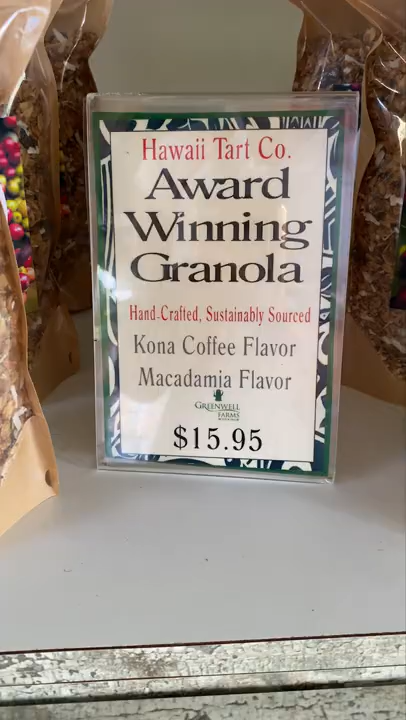 Hawaii Tart Co.
Award
Winning
Granola
Hand-Crafted, Sustainably Sourced
Kona Coffee Flavor
Macadamia Flavor
GREENWELL
FARMS
$15.95